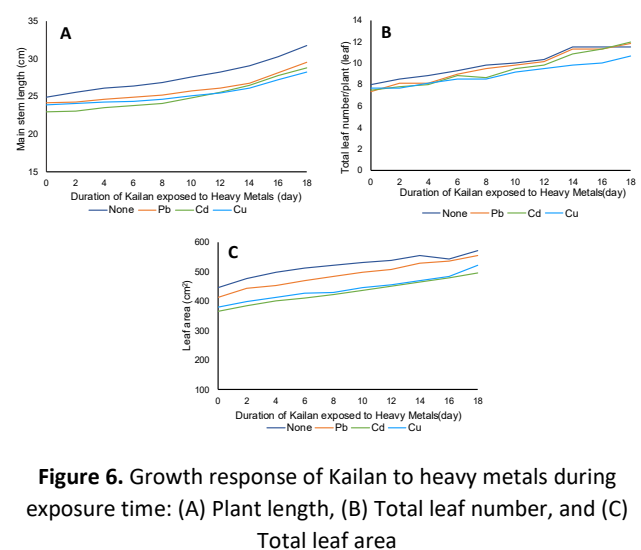 A
Main stem length (cm)
35
30
25
20
15
0 2 4 6 8 10 12 14 16 18
Duration of Kailan exposed to Heavy Metals (day)
None Pb Cd Cu
B
Total leaf number/plant (leaf)
14
12
10
8
6
4
2
0
0 2 4 6 8 10 12 14 16 18
Duration of Kailan exposed to Heavy Metals (day)
None Pb Cd Cu
C
Leaf area (cm²)
600
500
400
300
200
100
0 2 4 6 8 10 12 14 16 18
Duration of Kailan exposed to Heavy Metals(day)
None Pb Cd Cu
Figure 6. Growth response of Kailan to heavy metals during
exposure time: (A) Plant length, (B) Total leaf number, and (C)
Total leaf area